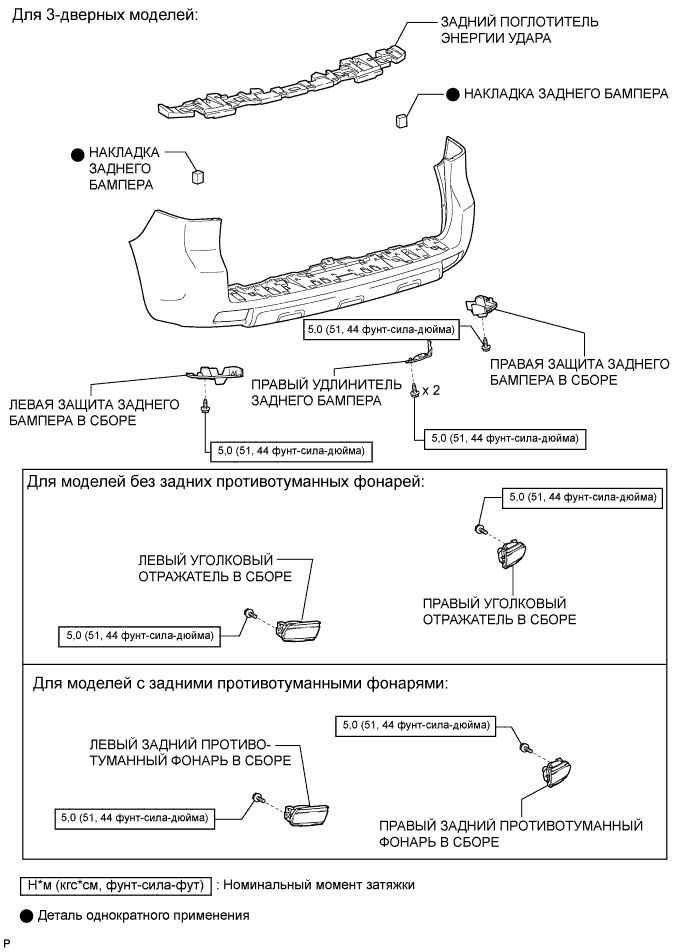 Для 3-дверных моделей:
ЗАДНИЙ ПОГЛОТИТЕЛЬ
ЭНЕРГИИ УДАРА
НАКЛАДКА ЗАДНЕГО БАМПЕРА
НАКЛАДКА
ЗАДНЕГО
БАМПЕРА
5,0 (51, 44 фунт-сила-дюйма)
ПРАВАЯ ЗАЩИТА ЗАДНЕГО
БАМПЕРА В СБОРЕ
ПРАВЫЙ УДЛИНИТЕЛЬ
ЗАДНЕГО БАМПЕРА
x 2
ЛЕВАЯ ЗАЩИТА ЗАДНЕГО
БАМПЕРА В СБОРЕ
5,0 (51, 44 фунт-сила-дюйма)
5,0 (51, 44 фунт-сила-дюйма)
Для моделей без задних противотуманных фонарей:
5,0 (51, 44 фунт-сила-дюйма)
ЛЕВЫЙ УГОЛКОВЫЙ
ОТРАЖАТЕЛЬ В СБОРЕ
ПРАВЫЙ УГОЛКОВЫЙ
ОТРАЖАТЕЛЬ В СБОРЕ
5,0 (51, 44 фунт-сила-дюйма)
Для моделей с задними противотуманными фонарями:
5,0 (51, 44 фунт-сила-дюйма)
ЛЕВЫЙ ЗАДНИЙ ПРОТИВО-
ТУМАННЫЙ ФОНАРЬ В СБОРЕ
5,0 (51, 44 фунт-сила-дюйма)
ПРАВЫЙ ЗАДНИЙ ПРОТИВОТУМАННЫЙ
ФОНАРЬ В СБОРЕ
Н*м (кгс*см, фунт-сила-фут) : Номинальный момент затяжки
Деталь однократного применения
P